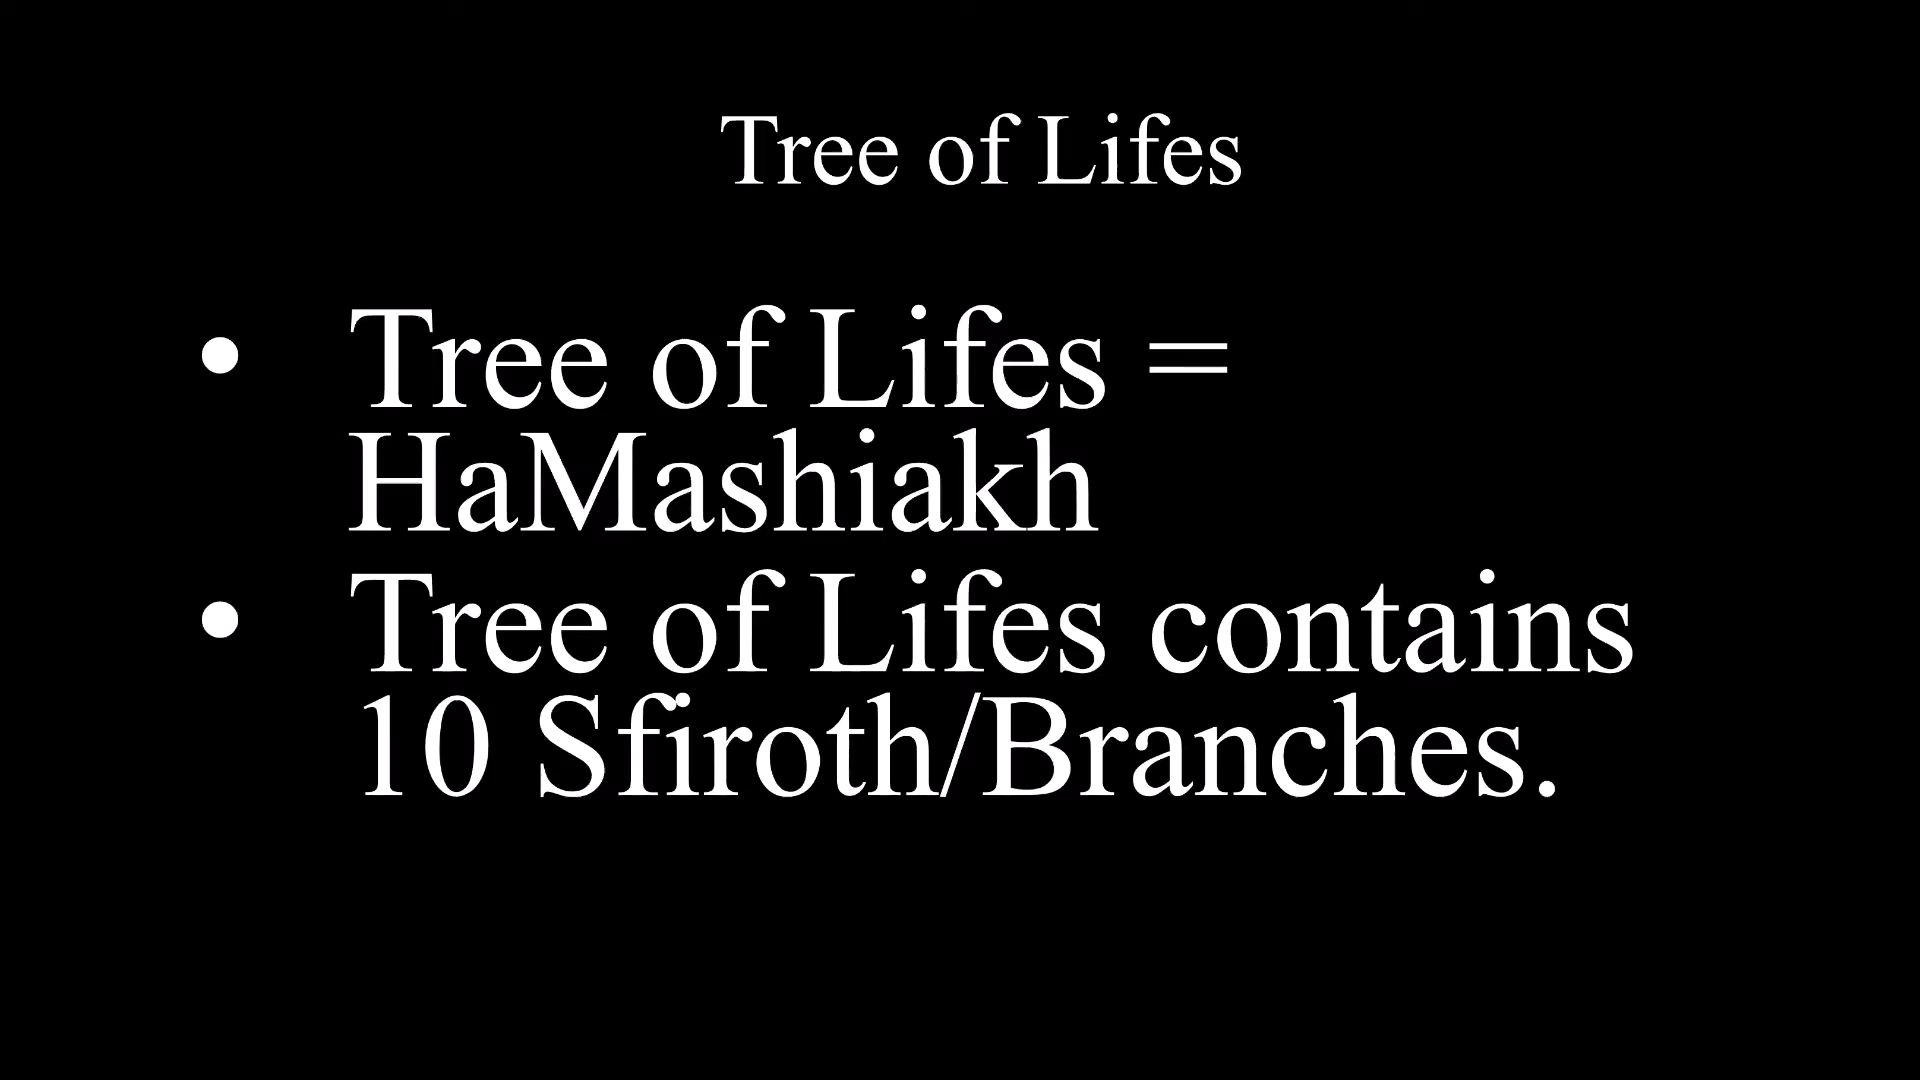 Tree of Lifes
• Tree of Lifes =
HaMashiakh
• Tree of Lifes contains
10 Sfiroth/Branches.